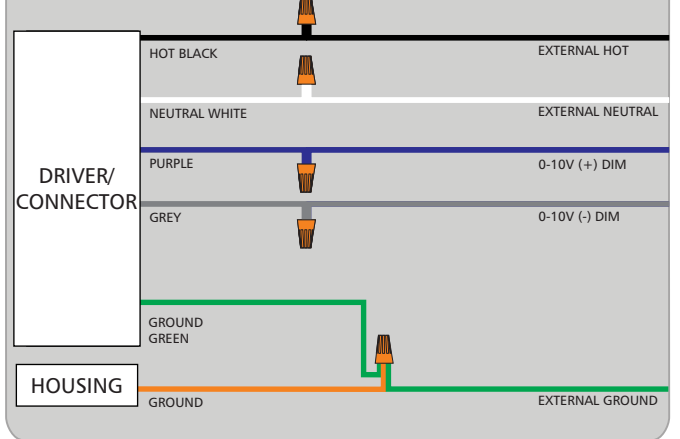 HOT BLACK
EXTERNAL HOT
NEUTRAL WHITE
EXTERNAL NEUTRAL
PURPLE
0-10V (+) DIM
DRIVER/
CONNECTOR
GREY
0-10V (-) DIM
GROUND
GREEN
HOUSING
GROUND
EXTERNAL GROUND